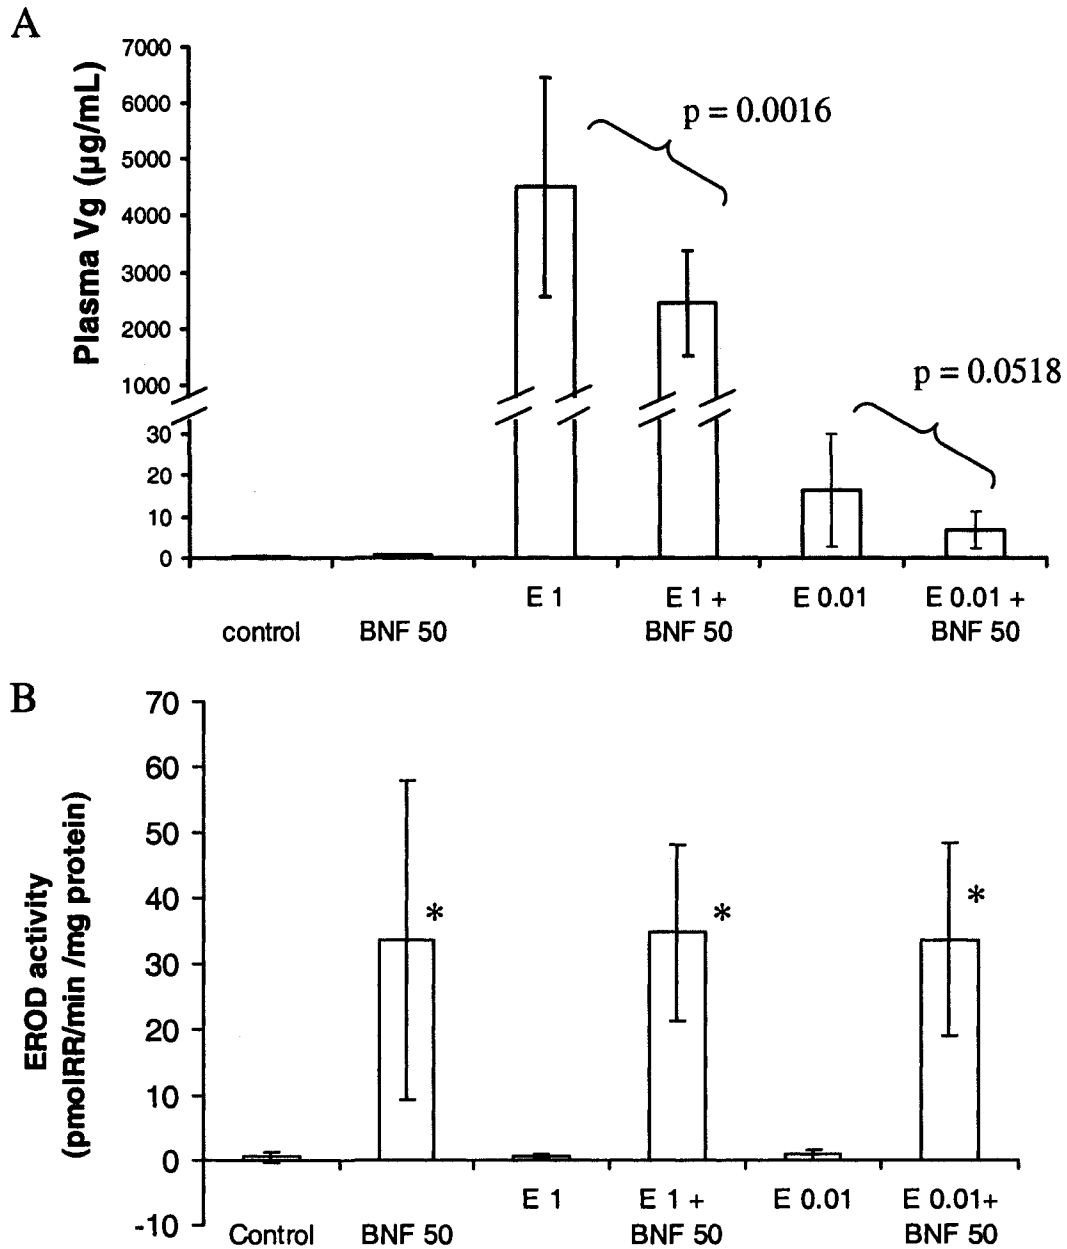 A
Plasma Vg (µg/mL)
7000
6000
5000
4000
3000
2000
1000
30
20
10
0
p = 0.0016
p = 0.0518
control
BNF 50
E 1
E 1 +
BNF 50
E 0.01
E 0.01 +
BNF 50
B
EROD activity
(pmolRR/min /mg protein)
70
60
50
40
30
20
10
0
-10
*
*
*
Control
BNF 50
E 1
E 1 +
BNF 50
E 0.01
E 0.01+
BNF 50